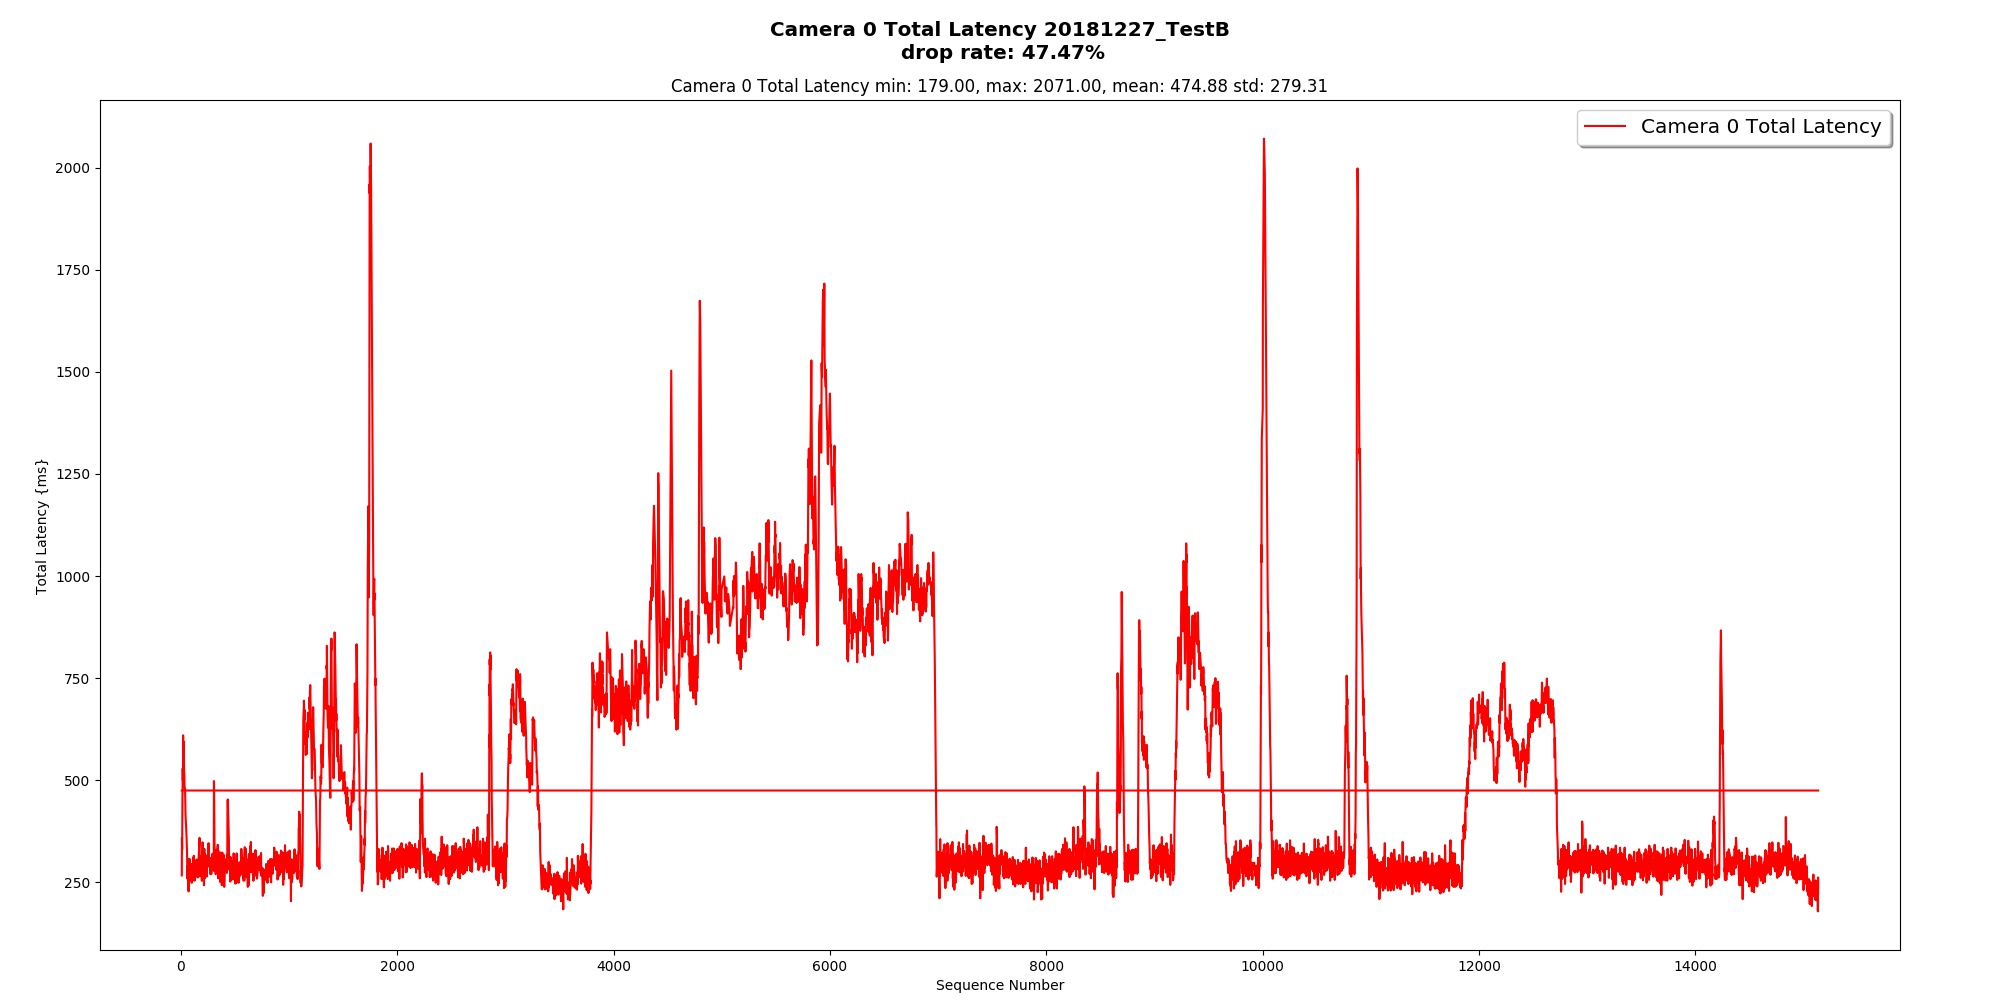 Camera 0 Total Latency 20181227_TestB
drop rate: 47.47%
Camera 0 Total Latency min: 179.00, max: 2071.00, mean: 474.88 std: 279.31
Camera 0 Total Latency
2000
1750
1500
1250
1000
750
500
250
Total Latency {ms}
0 2000 4000 6000 8000 10000 12000 14000
Sequence Number